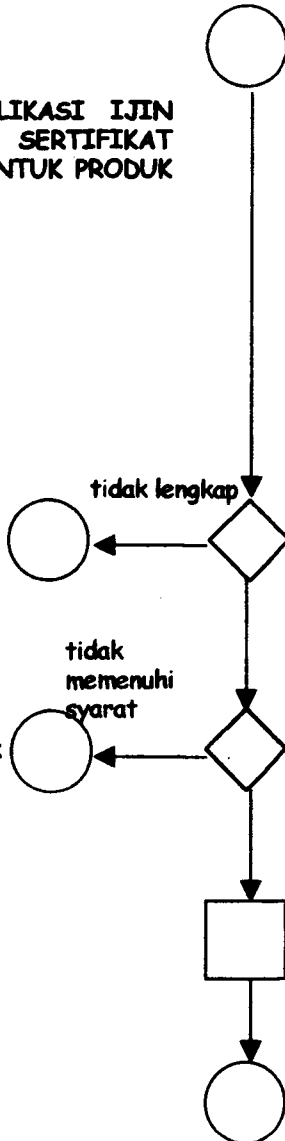 LIKASI IJIN
SERTIFIKAT
NTUK PRODUK
tidak lengkap
tidak
memenuhi
syarat